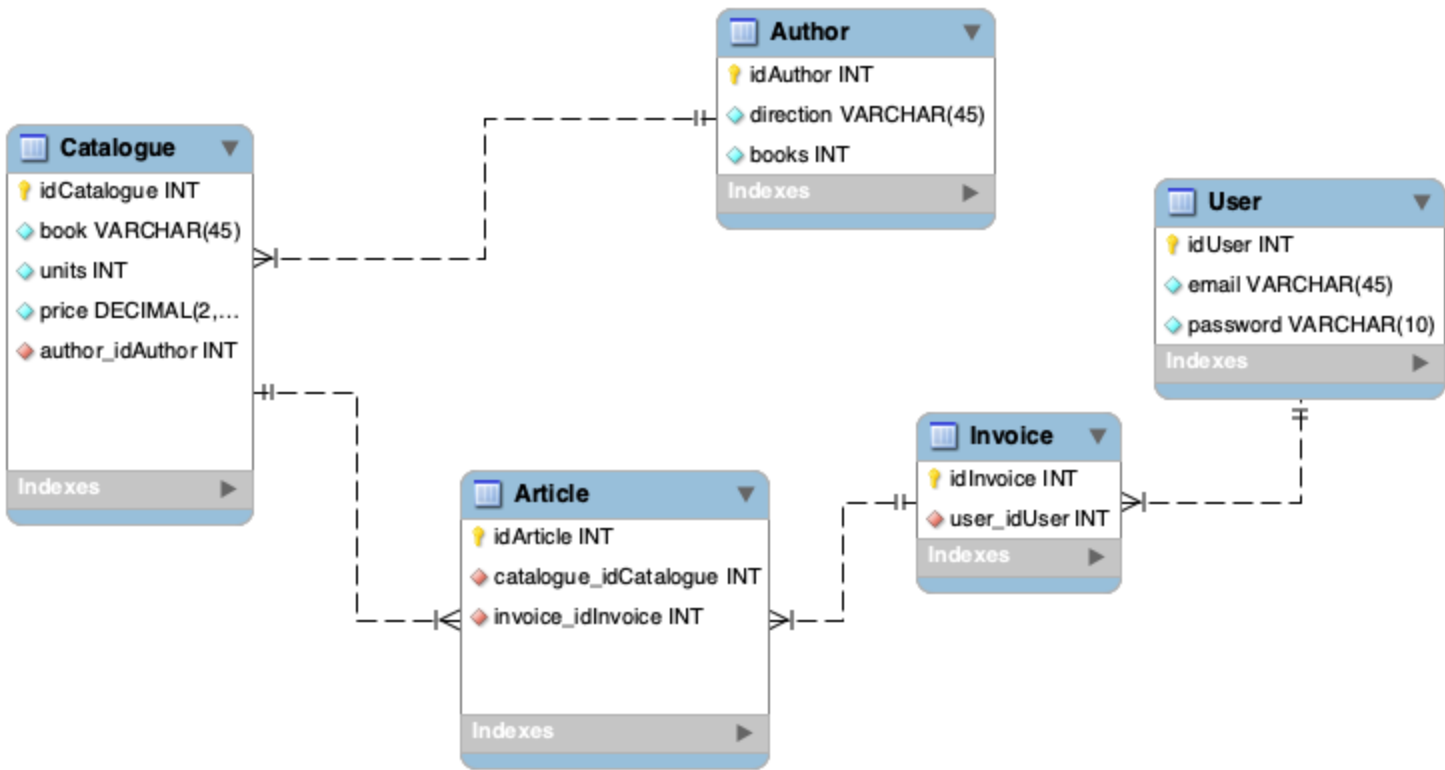 Author
idAuthor INT
direction VARCHAR(45)
books INT
Indexes
Catalogue
idCatalogue INT
book VARCHAR(45)
units INT
price DECIMAL(2,...
author_idAuthor INT
Indexes
User
idUser INT
email VARCHAR(45)
password VARCHAR(10)
Indexes
Invoice
idInvoice INT
user_idUser INT
Indexes
Article
idArticle INT
catalogue_idCatalogue INT
invoice_idInvoice INT
Indexes